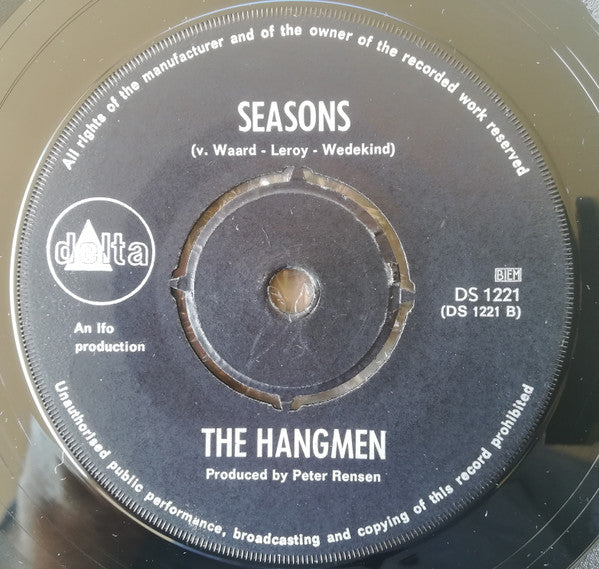 All rights of the manufacturer and of the owner of the recorded work reserved
SEASONS
(v. Waard - Leroy - Wedekind)
delta
BIEM
DS 1221
(DS 1221 B)
An Ifo
production
THE HANGMEN
Produced by Peter Rensen
Unauthorised public performance, broadcasting and copying of this record prohibited